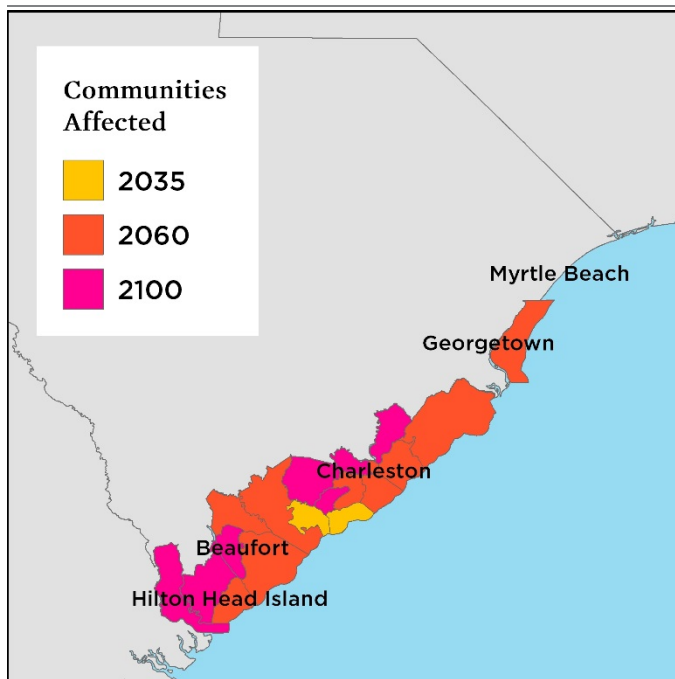 Communities
Affected
2035
2060
2100
Myrtle Beach
Georgetown
Charleston
Beaufort
Hilton Head Island